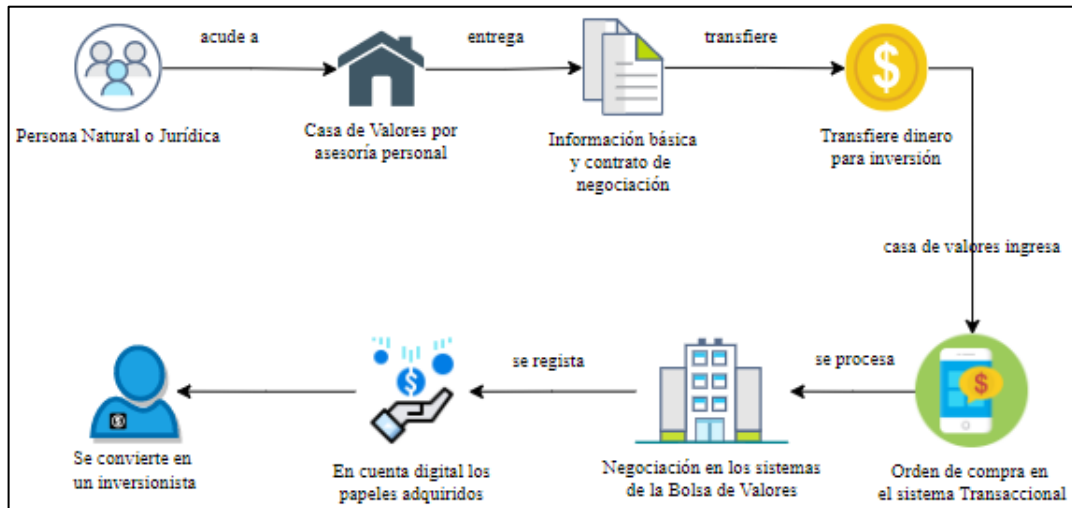 acude a
entrega
transfiere
Persona Natural o Jurídica
Casa de Valores por
asesoría personal
Información básica
y contrato de
negociación
Transfiere dinero
para inversión
casa de valores ingresa
se procesa
se regista
Se convierte en
un inversionista
En cuenta digital los
papeles adquiridos
Negociación en los sistemas
de la Bolsa de Valores
Orden de compra en
el sistema Transaccional